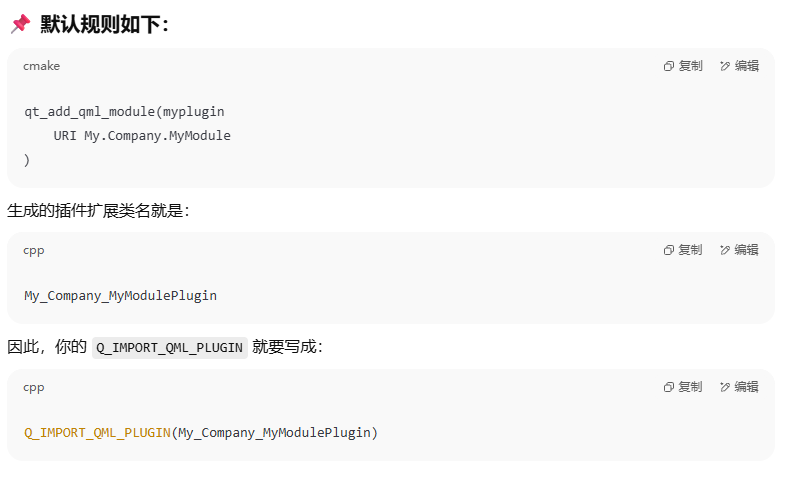 📌 默认规则如下：
cmake 复制 编辑
qt_add_qml_module(myplugin
    URI My.Company.MyModule
)
生成的插件扩展类名就是：
cpp 复制 编辑
My_Company_MyModulePlugin
因此，你的 Q_IMPORT_QML_PLUGIN 就要写成：
cpp 复制 编辑
Q_IMPORT_QML_PLUGIN(My_Company_MyModulePlugin)